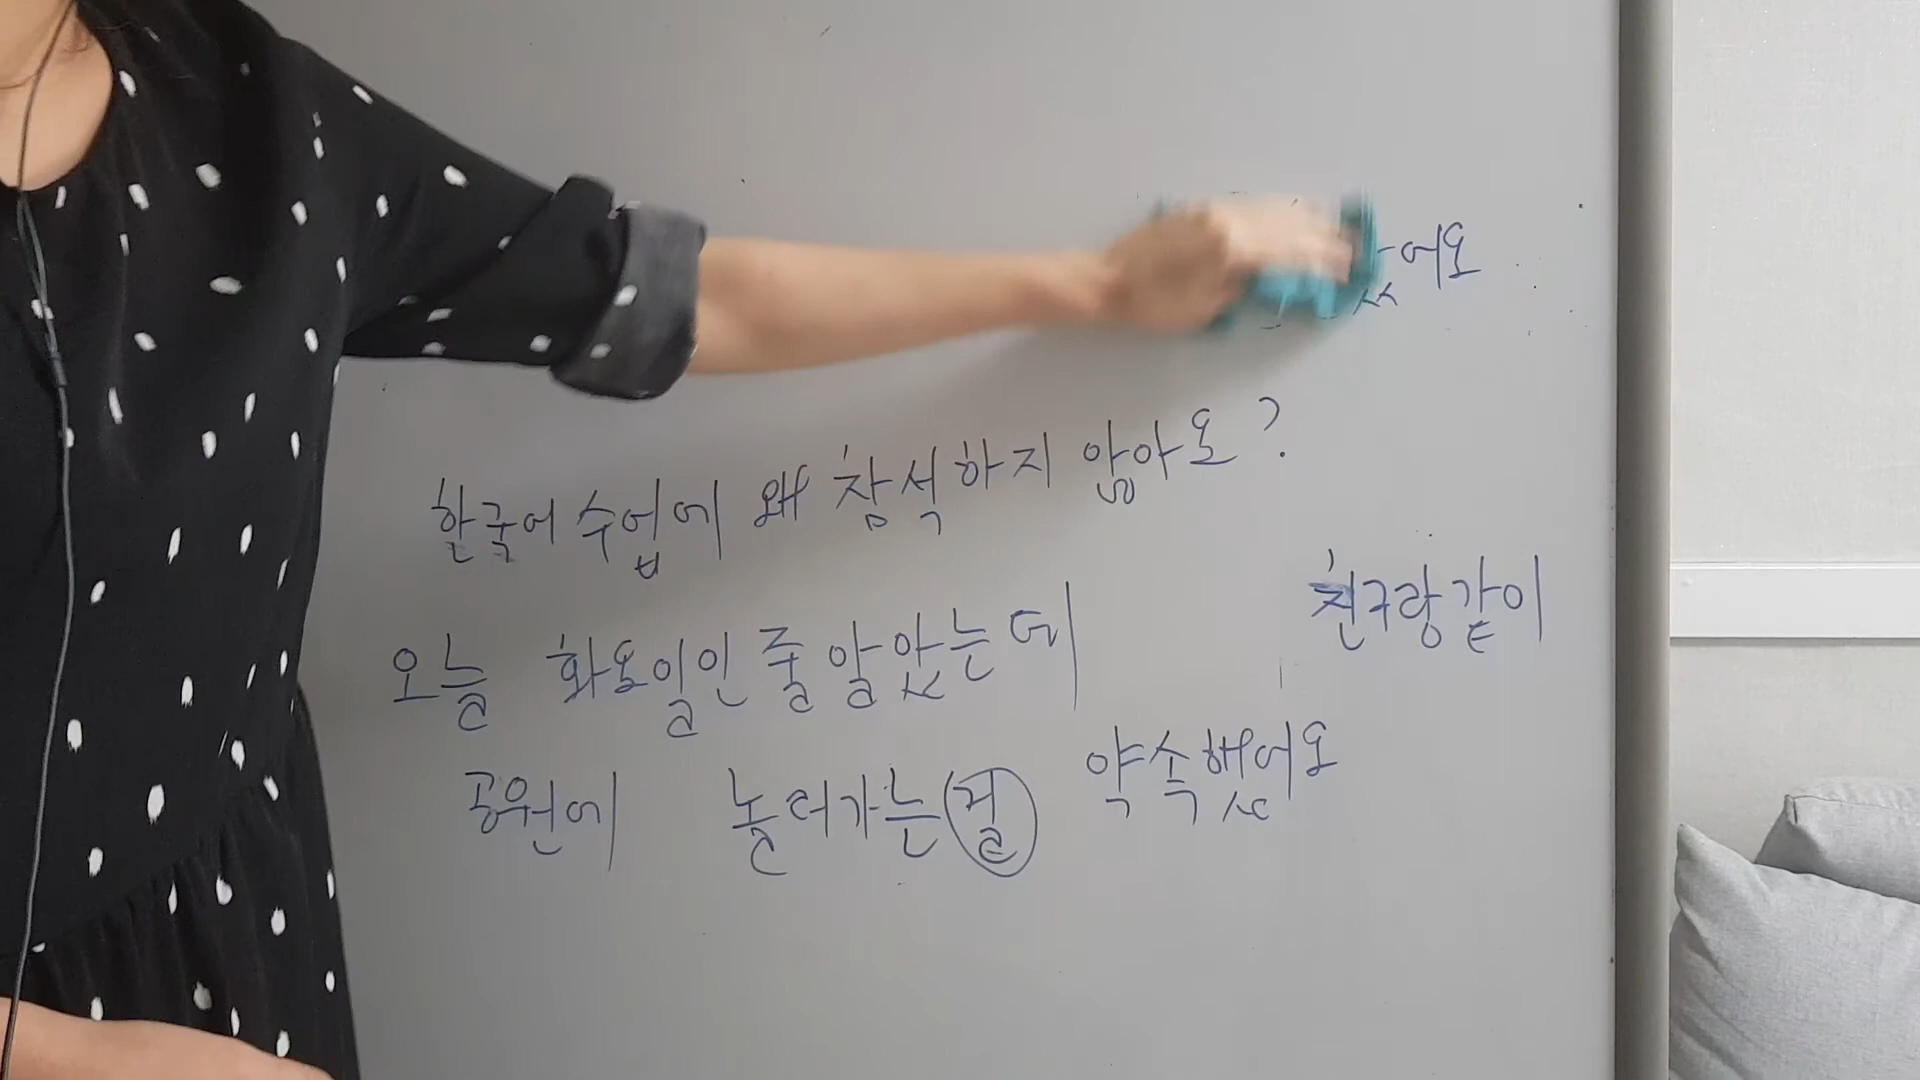 어요
한국어 수업에 왜 참석하지 않아요?
친구랑 같이
오늘 화요일인 줄 알았는데
공원에 놀러가는걸 약속했어요